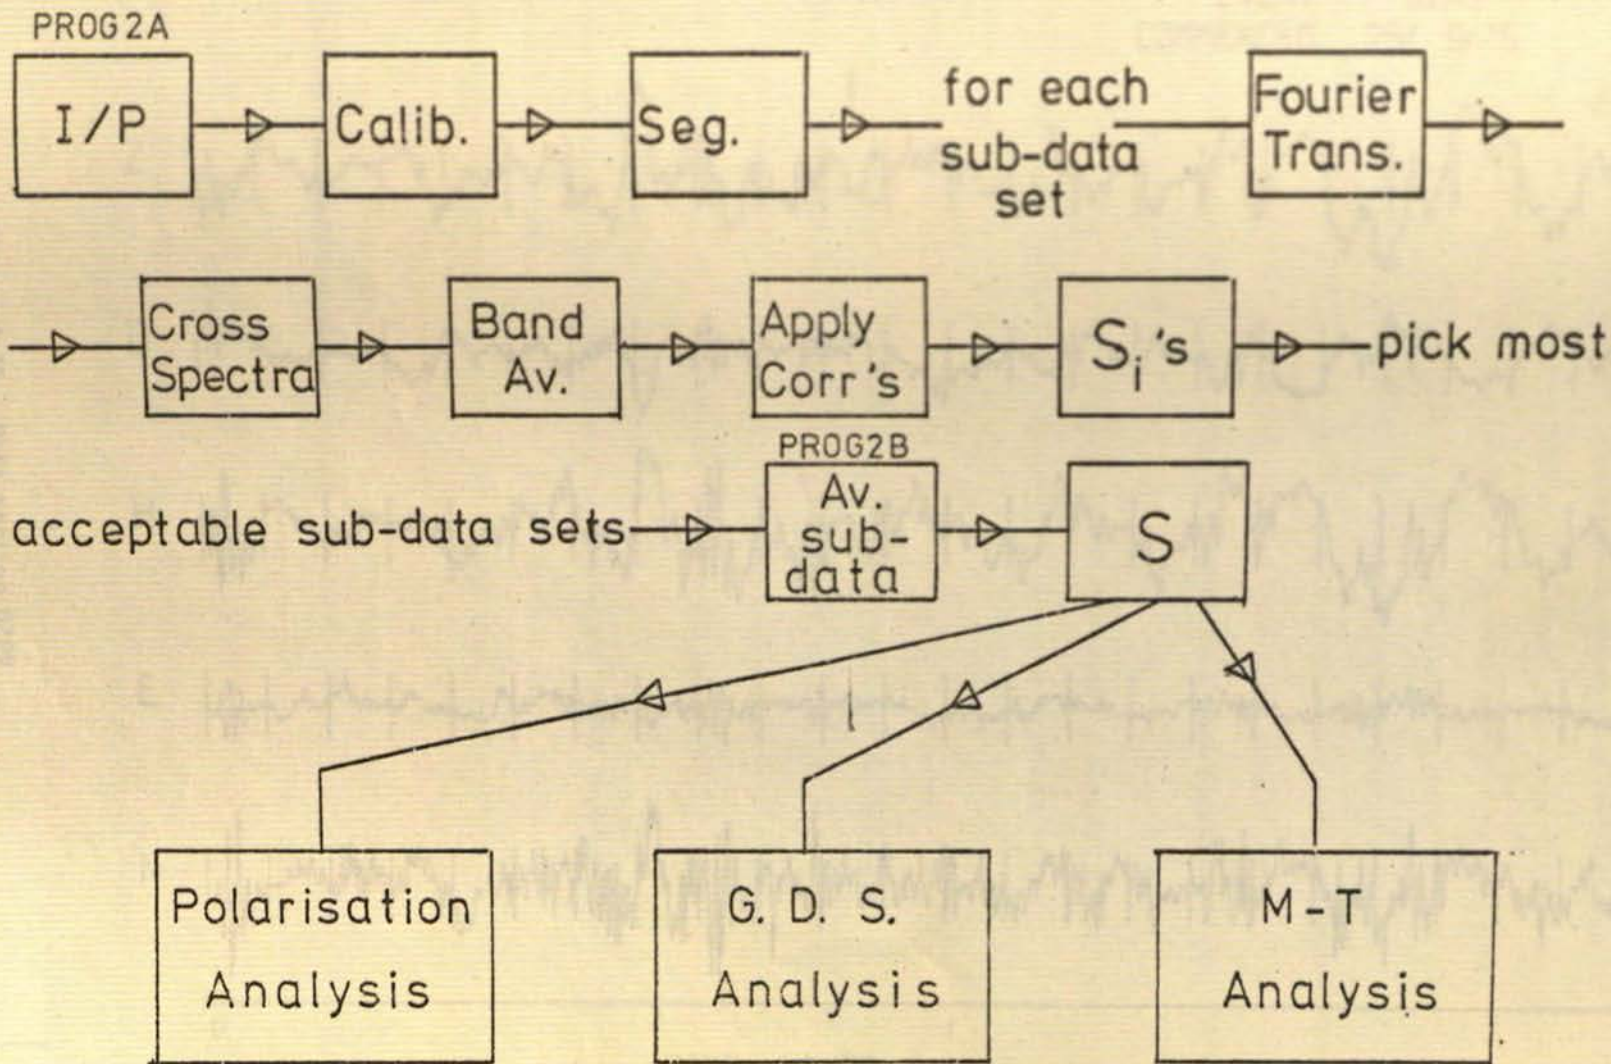 PROG2A
I/P
Calib.
Seg.
for each
sub-data
set
Fourier
Trans.
Cross
Spectra
Band
Av.
Apply
Corr's
Si's
pick most
acceptable sub-data sets
PROG2B
Av.
sub-
data
S
Polarisation
Analysis
G. D. S.
Analysis
M-T
Analysis